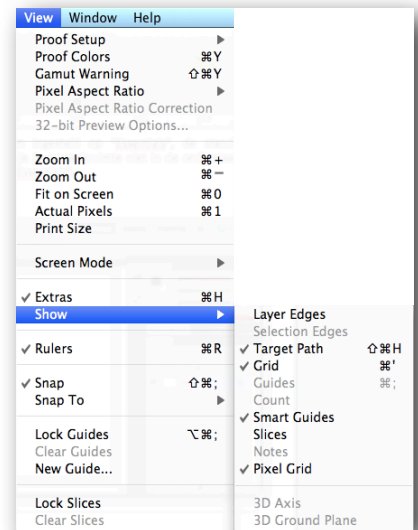 View Window Help
Proof Setup ▶
Proof Colors ⌘Y
Gamut Warning ⇧⌘Y
Pixel Aspect Ratio ▶
Pixel Aspect Ratio Correction
32-bit Preview Options...
Zoom In ⌘+
Zoom Out ⌘−
Fit on Screen ⌘0
Actual Pixels ⌘1
Print Size
Screen Mode ▶
✓ Extras ⌘H
Show ▶
✓ Rulers ⌘R
✓ Snap ⇧⌘;
Snap To ▶
Lock Guides ⌥⌘;
Clear Guides
New Guide...
Lock Slices
Clear Slices
Layer Edges
Selection Edges
✓ Target Path ⇧⌘H
✓ Grid ⌘'
Guides ⌘;
Count
✓ Smart Guides
Slices
Notes
✓ Pixel Grid
3D Axis
3D Ground Plane